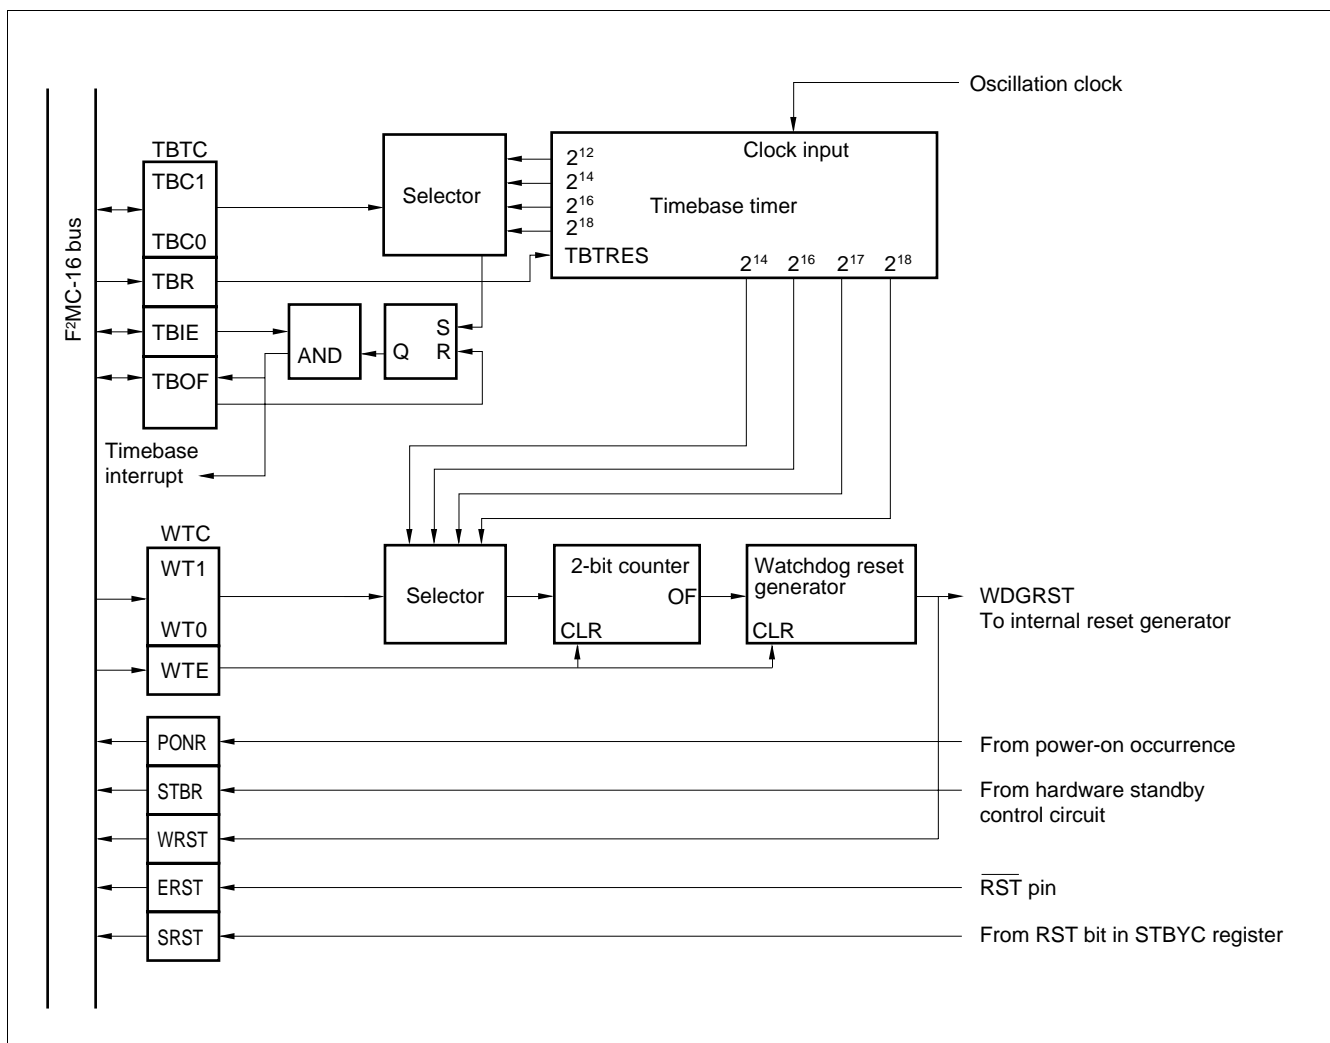 Oscillation clock
TBTC
TBC1
TBC0
TBR
TBIE
TBOF
F²MC-16 bus
Selector
2¹²
2¹⁴
2¹⁶
2¹⁸
TBTRES
Clock input
Timebase timer
2¹⁴ 2¹⁶ 2¹⁷ 2¹⁸
AND
S
Q R
Timebase
interrupt
WTC
WT1
WT0
WTE
Selector
2-bit counter
OF
CLR
Watchdog reset
generator
CLR
WDGRST
To internal reset generator
PONR
From power-on occurrence
STBR
From hardware standby
control circuit
WRST
ERST
R̅S̅T̅ pin
SRST
From RST bit in STBYC register